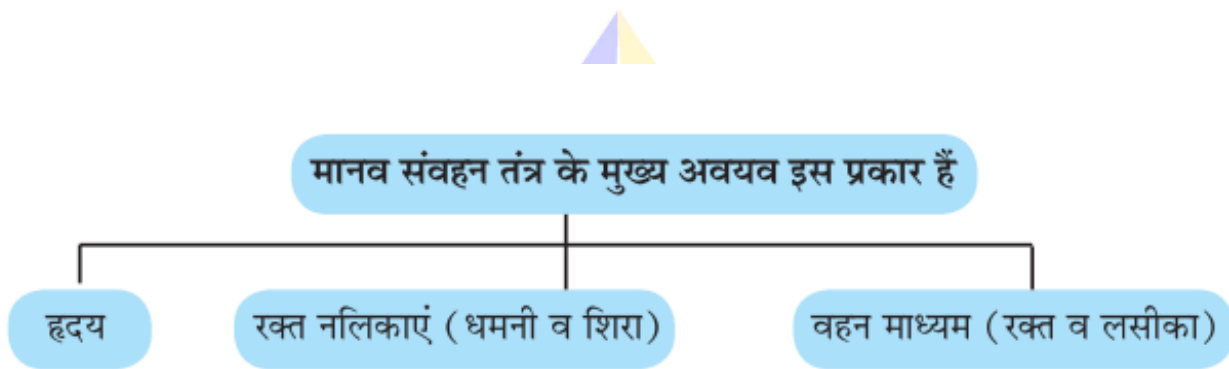 मानव संवहन तंत्र के मुख्य अवयव इस प्रकार हैं
हृदय
रक्त नलिकाएं (धमनी व शिरा)
वहन माध्यम (रक्त व लसीका)